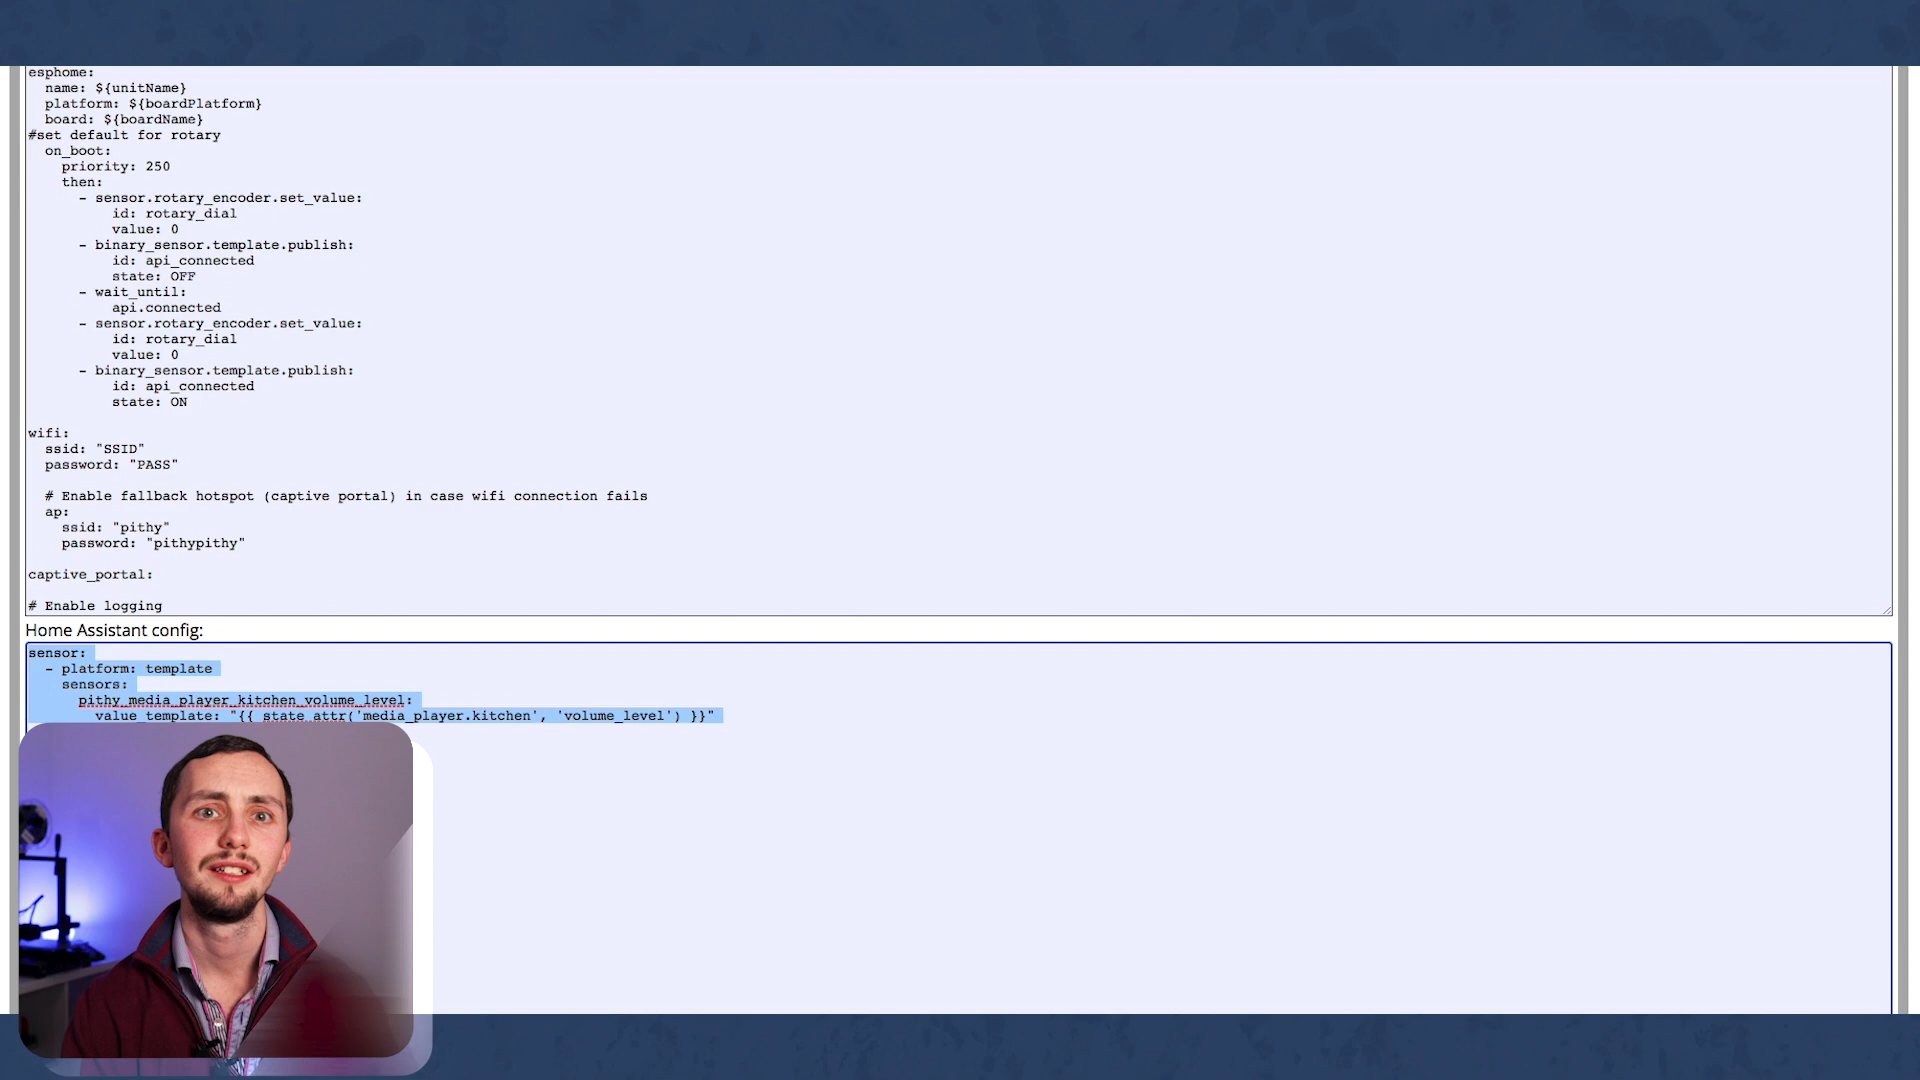 esphome:
  name: ${unitName}
  platform: ${boardPlatform}
  board: ${boardName}
#set default for rotary
  on_boot:
    priority: 250
    then:
      - sensor.rotary_encoder.set_value:
          id: rotary_dial
          value: 0
      - binary_sensor.template.publish:
          id: api_connected
          state: OFF
      - wait_until:
          api.connected
      - sensor.rotary_encoder.set_value:
          id: rotary_dial
          value: 0
      - binary_sensor.template.publish:
          id: api_connected
          state: ON
wifi:
  ssid: "SSID"
  password: "PASS"
  # Enable fallback hotspot (captive portal) in case wifi connection fails
  ap:
    ssid: "pithy"
    password: "pithypithy"
captive_portal:
# Enable logging
Home Assistant config:
sensor:
  - platform: template
    sensors:
      pithy_media_player_kitchen_volume_level:
        value_template: "{{ state_attr('media_player.kitchen', 'volume_level') }}"